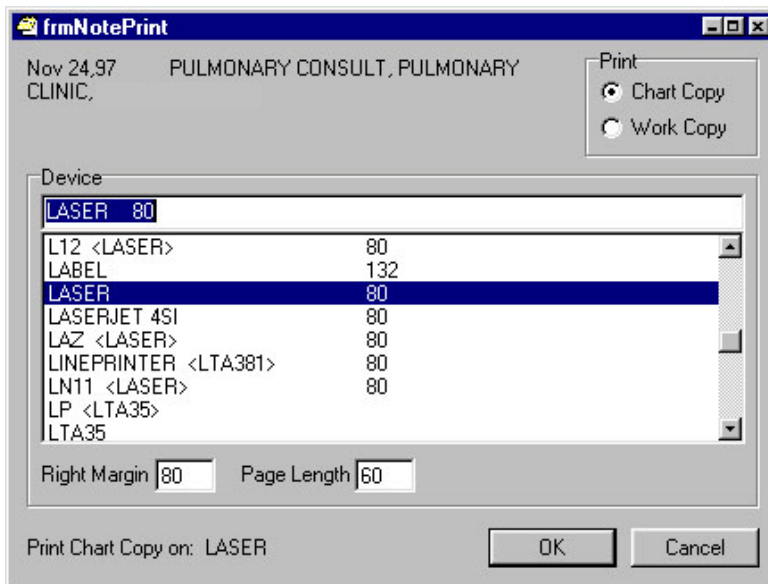 frmNotePrint
Nov 24,97 PULMONARY CONSULT, PULMONARY
CLINIC,
Print
Chart Copy
Work Copy
Device
LASER 80
L12 <LASER> 80
LABEL 132
LASER 80
LASERJET 4SI 80
LAZ <LASER> 80
LINEPRINTER <LTA381> 80
LN11 <LASER> 80
LP <LTA35>
LTA35
Right Margin 80 Page Length 60
Print Chart Copy on: LASER
OK Cancel